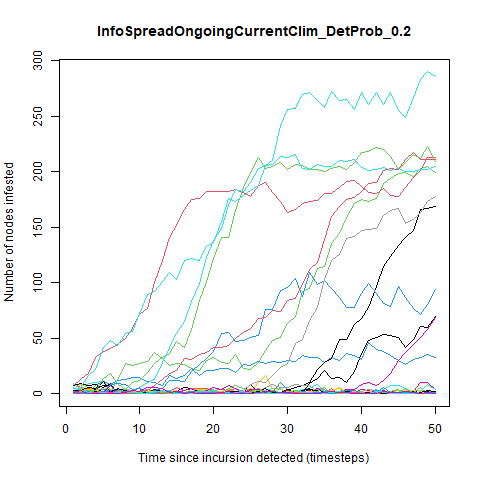 InfoSpreadOngoingCurrentClim_DetProb_0.2
Number of nodes infested
300
250
200
150
100
50
0
0 10 20 30 40 50
Time since incursion detected (timesteps)